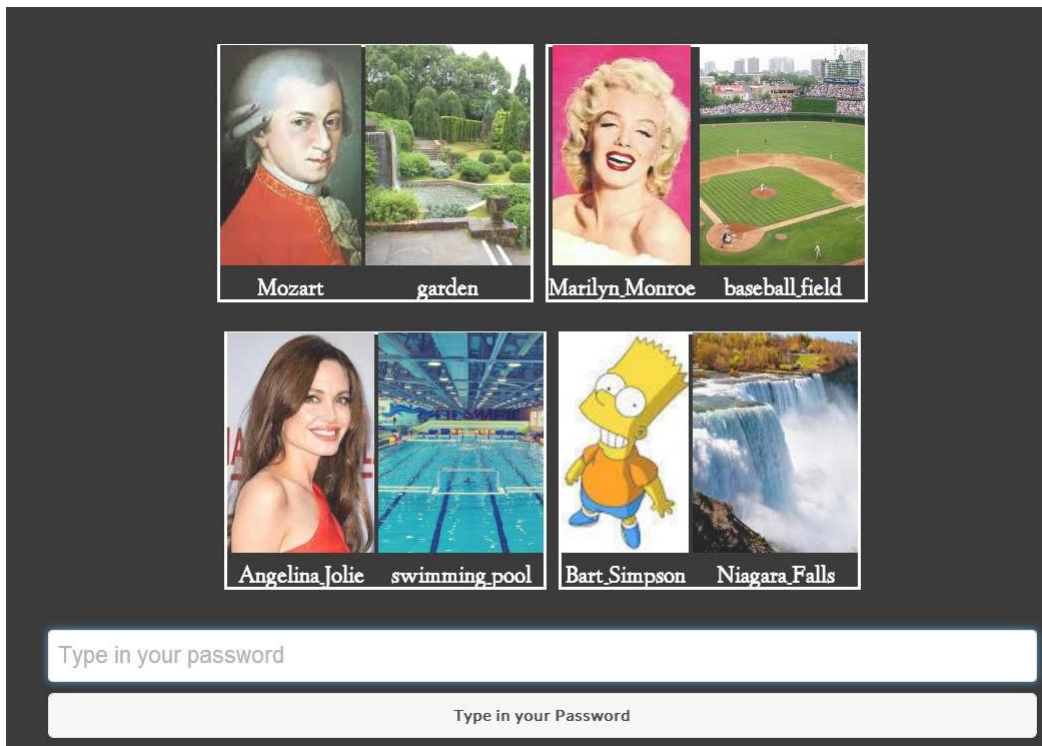 Mozart garden
Marilyn_Monroe baseball_field
Angelina_Jolie swimming_pool
Bart_Simpson Niagara_Falls
Type in your password
Type in your Password